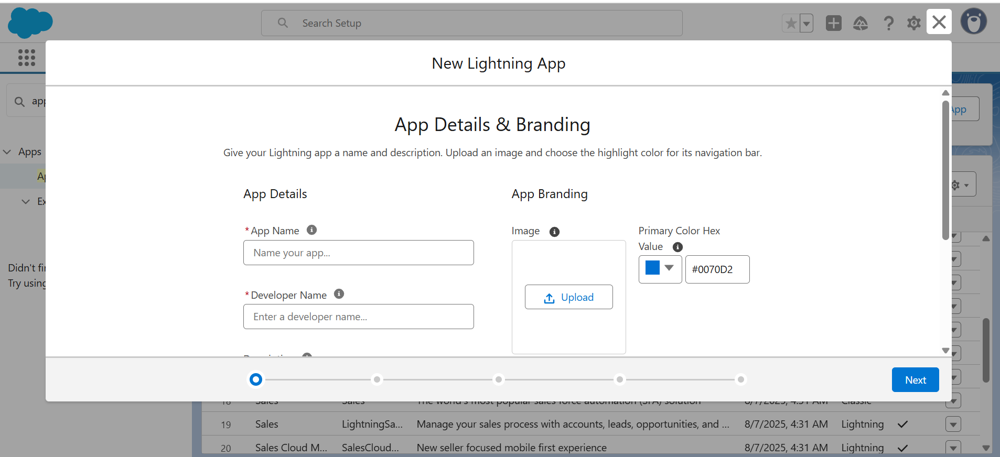 Search Setup
New Lightning App
App
App Details & Branding
Give your Lightning app a name and description. Upload an image and choose the highlight color for its navigation bar.
Apps
App Details
App Branding
* App Name
Image
Primary Color Hex
Value
Name your app...
#0070D2
Didn't
Try using
* Developer Name
Upload
Enter a developer name...
Next
18 Sales Sales The world's most popular sales force automation (SFA) solution 8/7/2025, 4:31 AM Classic
19 Sales LightningSa... Manage your sales process with accounts, leads, opportunities, and ... 8/7/2025, 4:31 AM Lightning
20 Sales Cloud M... SalesCloud... New seller focused mobile first experience 8/7/2025, 4:31 AM Lightning